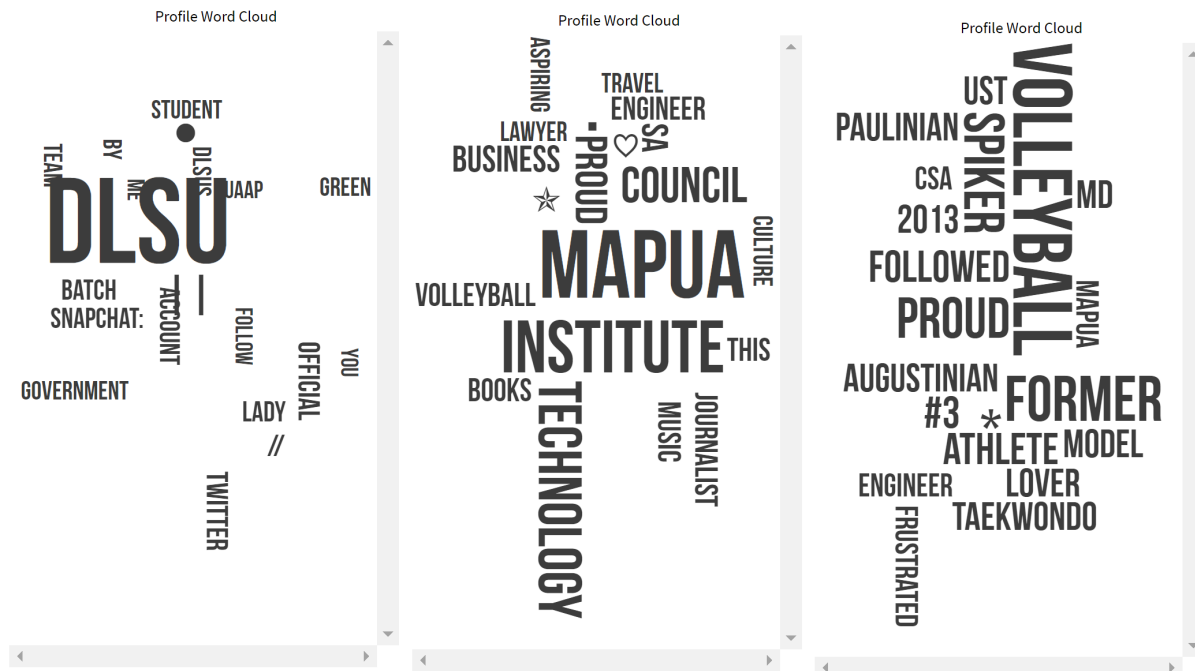 Profile Word Cloud
STUDENT
TEAM
BY
ME
DLSUS
UAAP
GREEN
DLSU
BATCH
SNAPCHAT:
ACCOUNT
|
FOLLOW
OFFICIAL
YOU
GOVERNMENT
LADY
//
TWITTER
Profile Word Cloud
ASPIRING
TRAVEL
ENGINEER
LAWYER
BUSINESS
-PROUD
♡
SA
COUNCIL
☆
MAPUA
CULTURE
VOLLEYBALL
INSTITUTE
THIS
BOOKS
TECHNOLOGY
MUSIC
JOURNALIST
Profile Word Cloud
VOLLEYBALL
UST
PAULINIAN
SPIKER
CSA
MD
2013
FOLLOWED
PROUD
MAPUA
AUGUSTINIAN
#3
*
FORMER
ATHLETE
MODEL
ENGINEER
LOVER
TAEKWONDO
FRUSTRATED